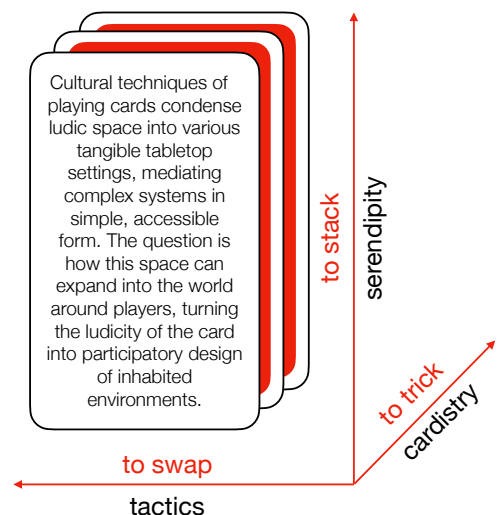 Cultural techniques of
playing cards condense
ludic space into various
tangible tabletop
settings, mediating
complex systems in
simple, accessible
form. The question is
how this space can
expand into the world
around players, turning
the ludicity of the card
into participatory design
of inhabited
environments.
to stack
serendipity
to trick
cardistry
to swap
tactics